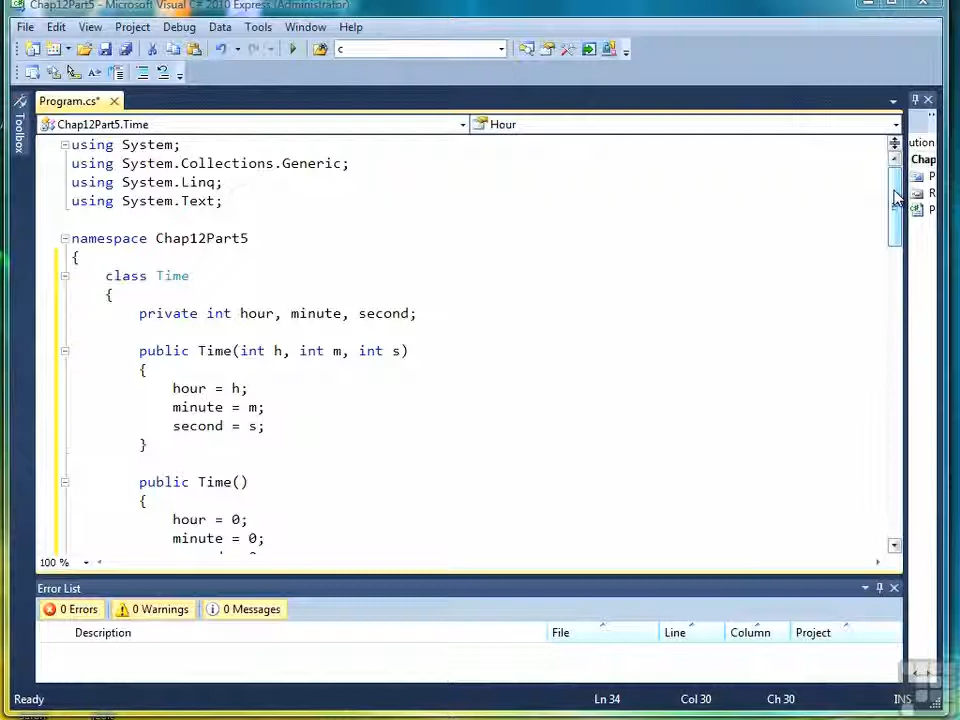 Chap12Part5 - Microsoft Visual C# 2010 Express (Administrator)
File Edit View Project Debug Data Tools Window Help
c
Program.cs*
Toolbox
Chap12Part5.Time
Hour
ution
Chap
P
R
P
using System;
using System.Collections.Generic;
using System.Linq;
using System.Text;
namespace Chap12Part5
{
class Time
{
private int hour, minute, second;
public Time(int h, int m, int s)
{
hour = h;
minute = m;
second = s;
}
public Time()
{
hour = 0;
minute = 0;
100 %
Error List
0 Errors
0 Warnings
0 Messages
Description File Line Column Project
Ready Ln 34 Col 30 Ch 30 INS